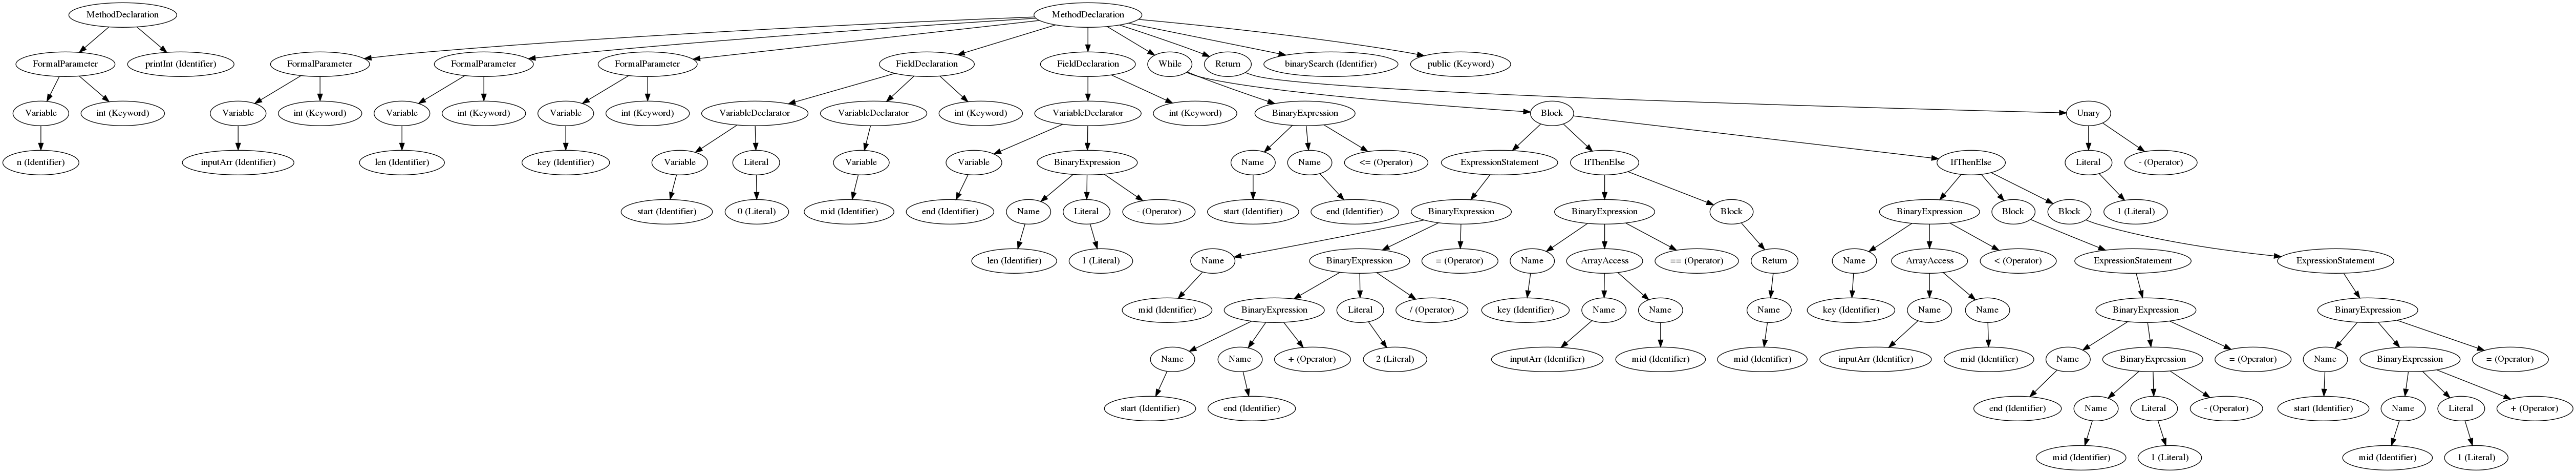 MethodDeclaration
MethodDeclaration
FormalParameter
printInt (Identifier)
FormalParameter
FormalParameter
FormalParameter
FieldDeclaration
FieldDeclaration
While
Return
binarySearch (Identifier)
public (Keyword)
Variable
int (Keyword)
Variable
int (Keyword)
Variable
int (Keyword)
Variable
int (Keyword)
VariableDeclarator
VariableDeclarator
int (Keyword)
VariableDeclarator
int (Keyword)
BinaryExpression
Block
Unary
n (Identifier)
inputArr (Identifier)
len (Identifier)
key (Identifier)
Variable
Literal
Variable
Variable
BinaryExpression
Name
Name
<= (Operator)
ExpressionStatement
IfThenElse
IfThenElse
Literal
- (Operator)
start (Identifier)
0 (Literal)
mid (Identifier)
end (Identifier)
Name
Literal
- (Operator)
start (Identifier)
end (Identifier)
BinaryExpression
BinaryExpression
Block
BinaryExpression
Block
Block
1 (Literal)
len (Identifier)
1 (Literal)
Name
BinaryExpression
= (Operator)
Name
ArrayAccess
== (Operator)
Return
Name
ArrayAccess
< (Operator)
ExpressionStatement
ExpressionStatement
mid (Identifier)
BinaryExpression
Literal
/ (Operator)
key (Identifier)
Name
Name
Name
key (Identifier)
Name
Name
BinaryExpression
BinaryExpression
Name
Name
+ (Operator)
2 (Literal)
inputArr (Identifier)
mid (Identifier)
mid (Identifier)
inputArr (Identifier)
mid (Identifier)
Name
BinaryExpression
= (Operator)
Name
BinaryExpression
= (Operator)
start (Identifier)
end (Identifier)
end (Identifier)
Name
Literal
- (Operator)
start (Identifier)
Name
Literal
+ (Operator)
mid (Identifier)
1 (Literal)
mid (Identifier)
1 (Literal)